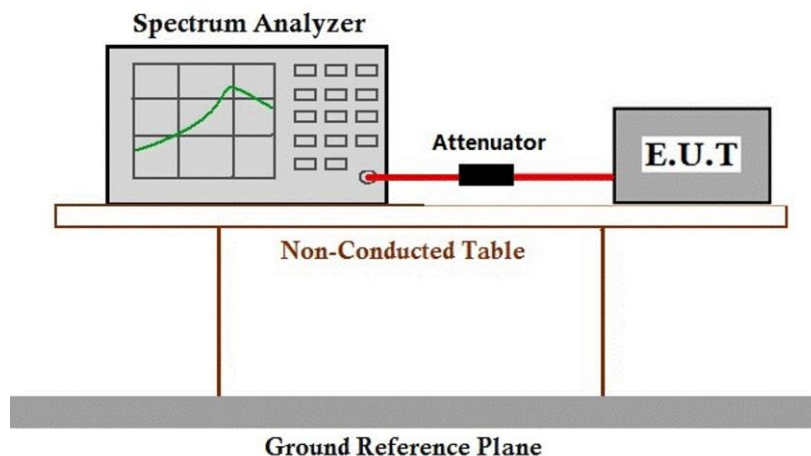 Spectrum Analyzer
Attenuator
E.U.T
Non-Conducted Table
Ground Reference Plane